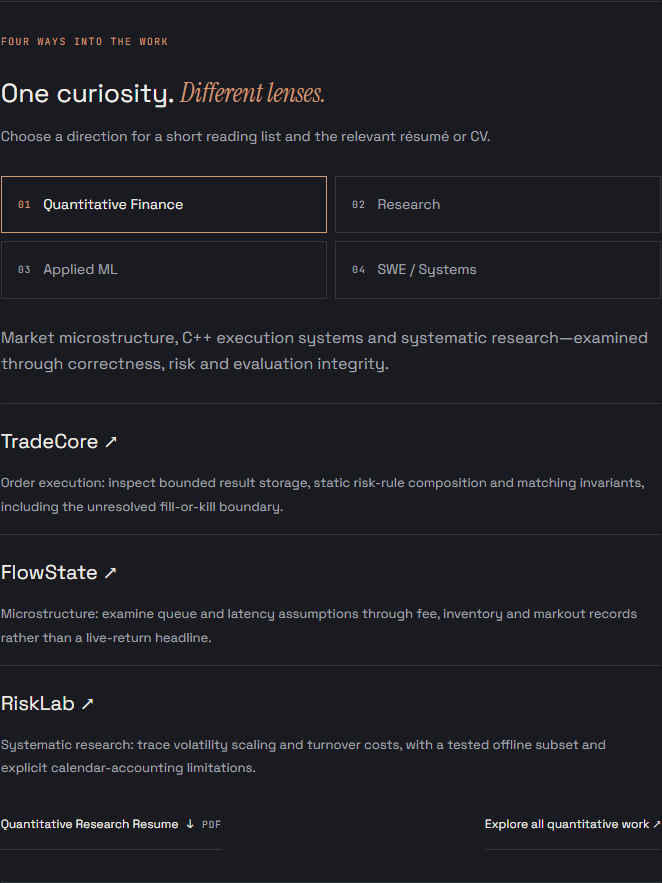 FOUR WAYS INTO THE WORK
One curiosity. Different lenses.
Choose a direction for a short reading list and the relevant résumé or CV.
01 Quantitative Finance
02 Research
03 Applied ML
04 SWE / Systems
Market microstructure, C++ execution systems and systematic research—examined
through correctness, risk and evaluation integrity.
TradeCore ↗
Order execution: inspect bounded result storage, static risk-rule composition and matching invariants,
including the unresolved fill-or-kill boundary.
FlowState ↗
Microstructure: examine queue and latency assumptions through fee, inventory and markout records
rather than a live-return headline.
RiskLab ↗
Systematic research: trace volatility scaling and turnover costs, with a tested offline subset and
explicit calendar-accounting limitations.
Quantitative Research Resume ↓ PDF
Explore all quantitative work ↗